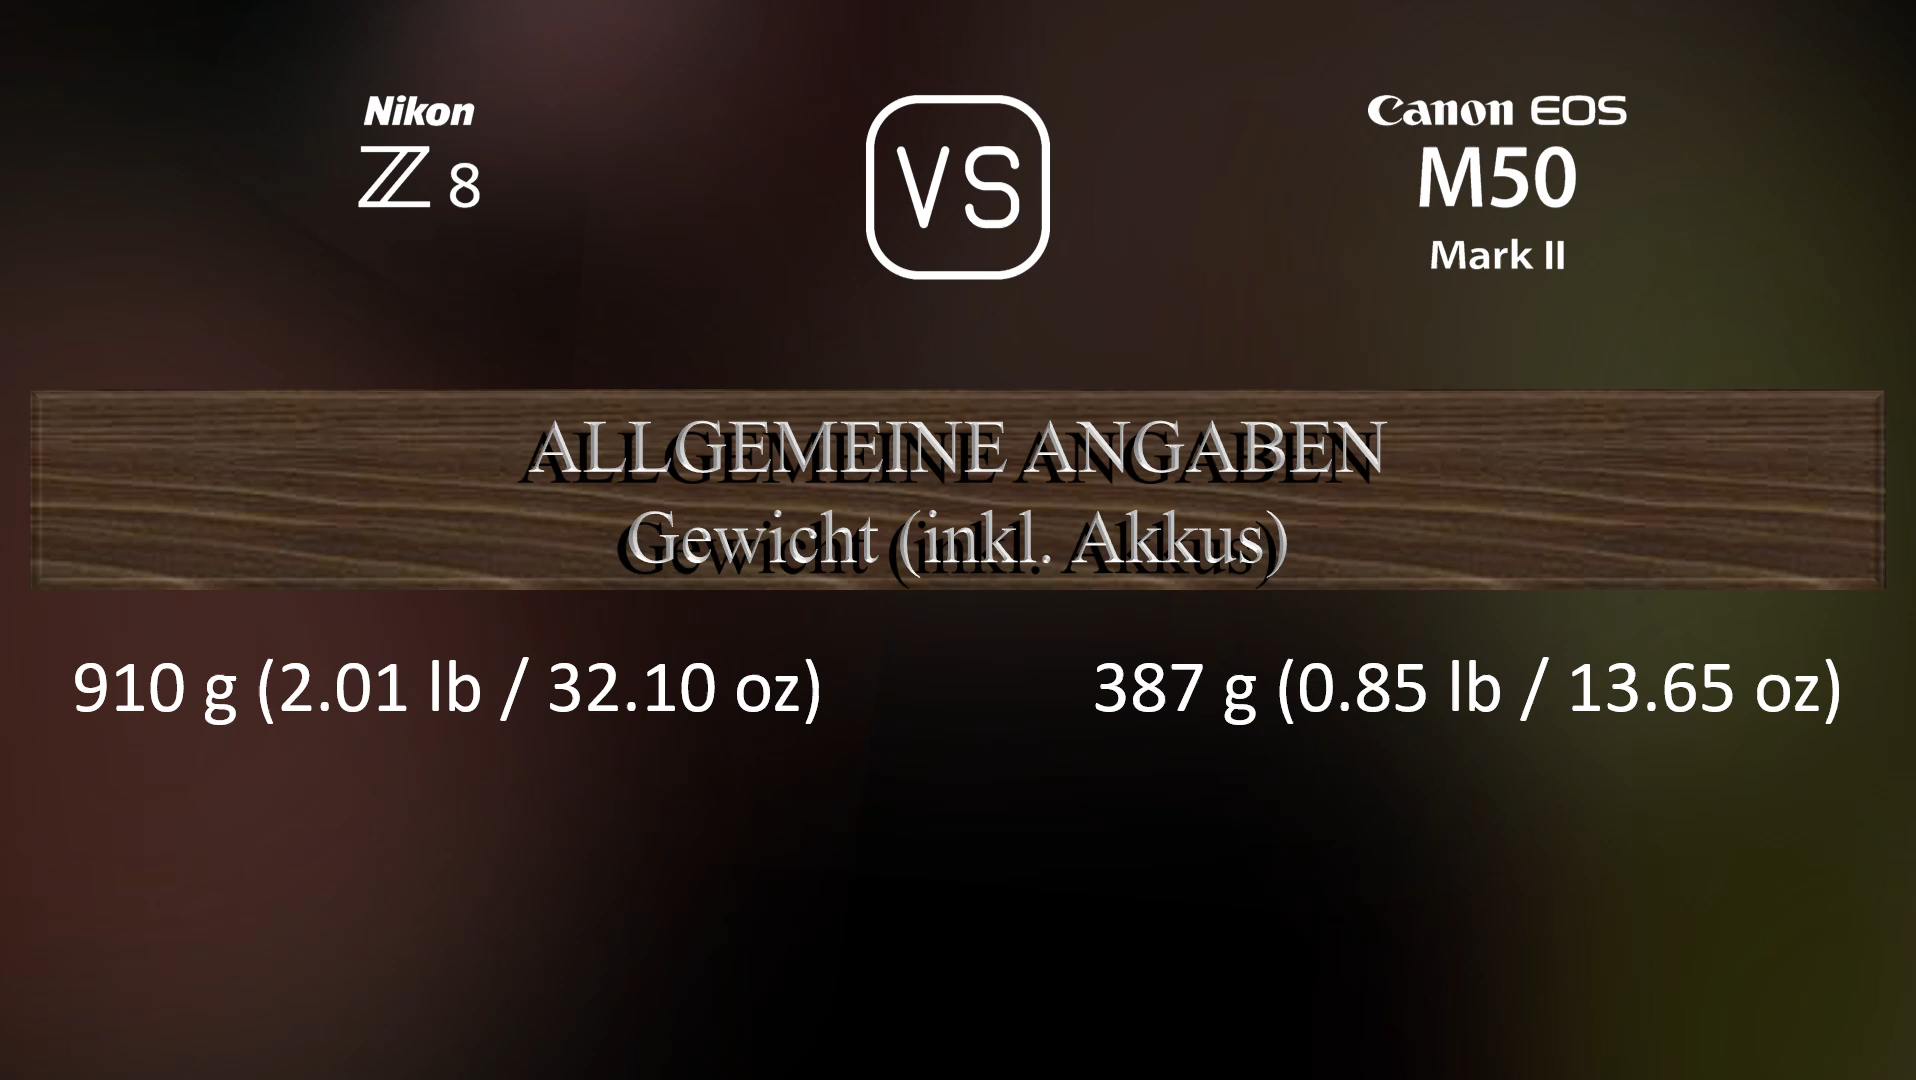 Nikon
Z 8
VS
Canon EOS
M50
Mark II
ALLGEMEINE ANGABEN
Gewicht (inkl. Akkus)
910 g (2.01 lb / 32.10 oz)
387 g (0.85 lb / 13.65 oz)